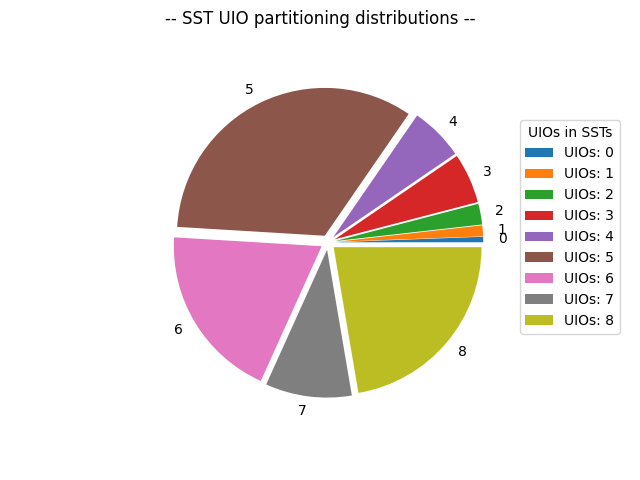 -- SST UIO partitioning distributions --
5
4
3
2
1
0
6
7
8
UIOs in SSTs
UIOs: 0
UIOs: 1
UIOs: 2
UIOs: 3
UIOs: 4
UIOs: 5
UIOs: 6
UIOs: 7
UIOs: 8